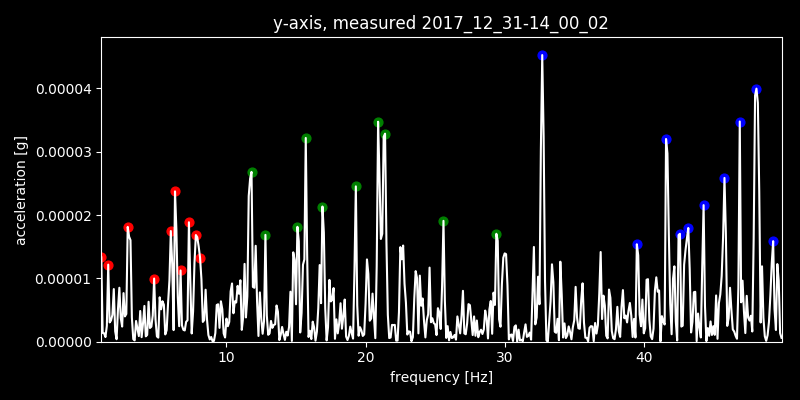 y-axis, measured 2017_12_31-14_00_02
0.00004
0.00003
0.00002
0.00001
0.00000
acceleration [g]
10 20 30 40
frequency [Hz]